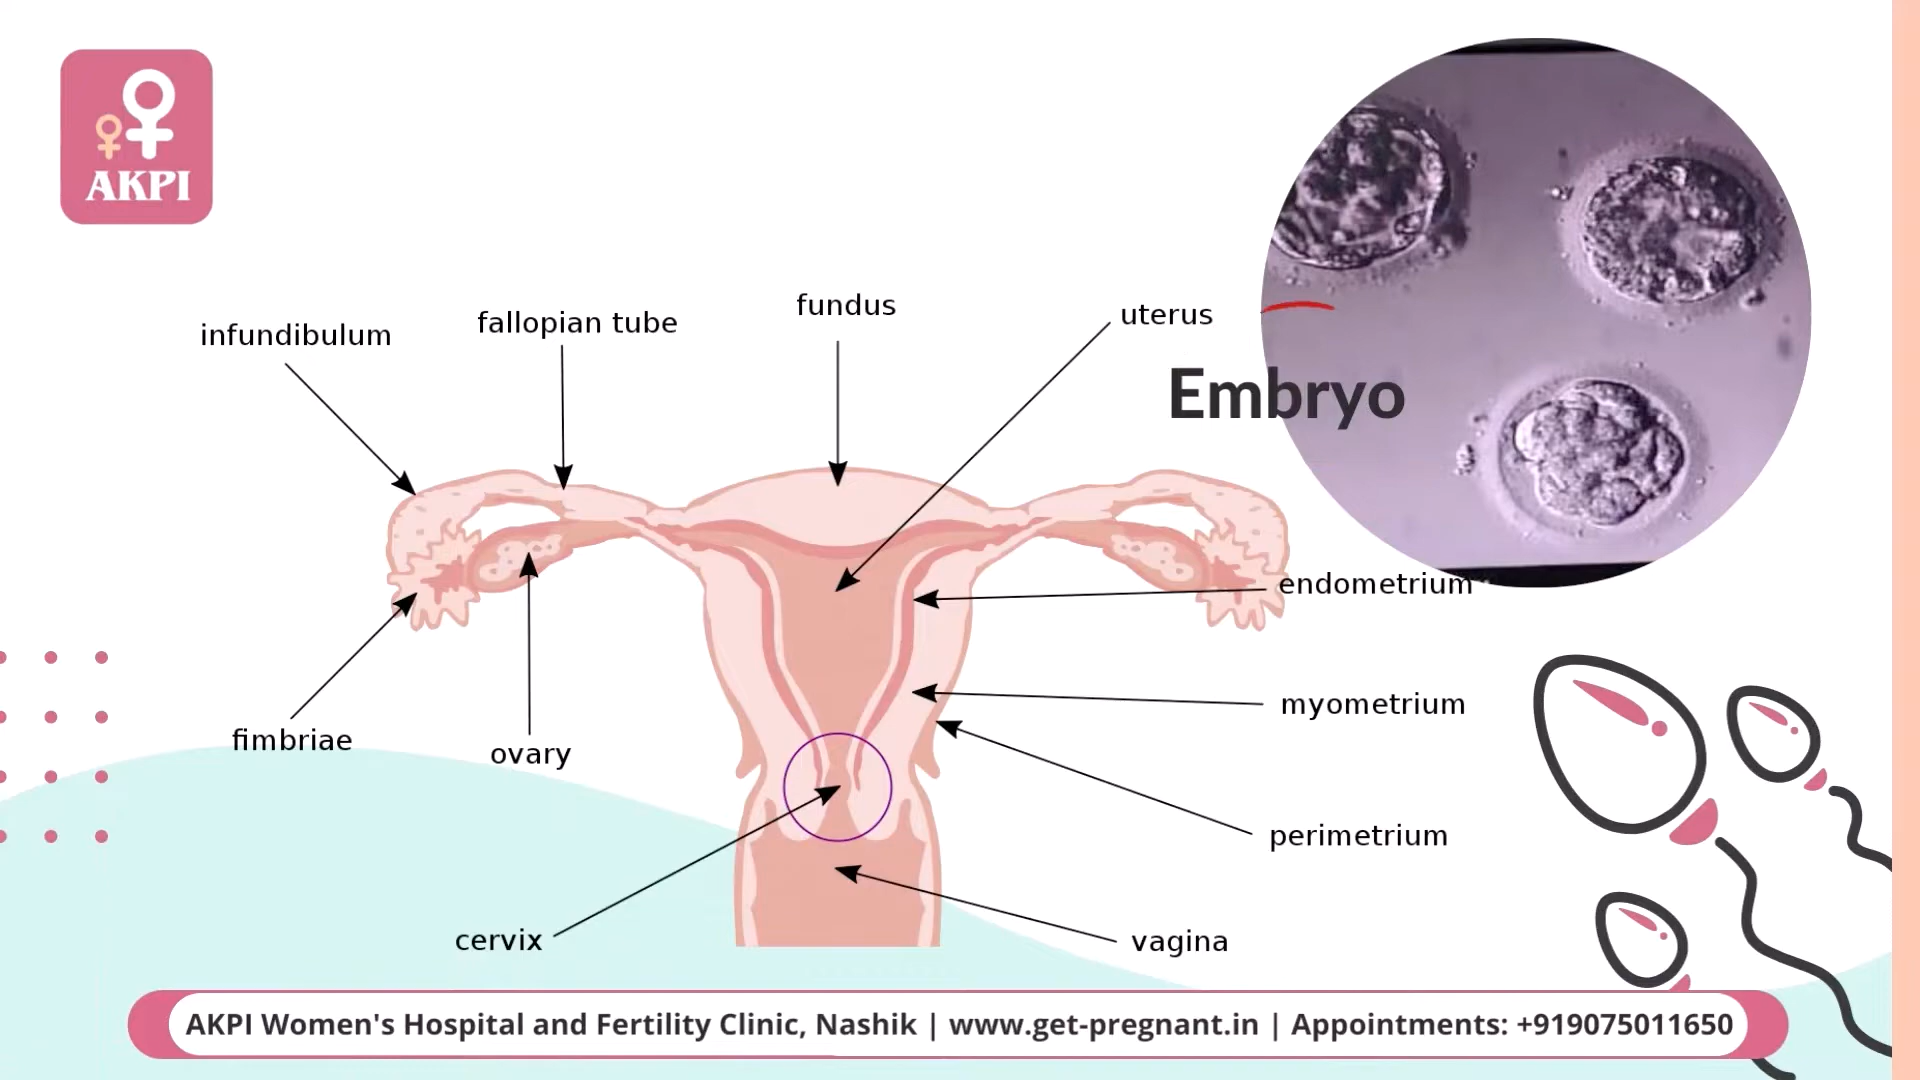 AKPI
infundibulum
fallopian tube
fundus
uterus
Embryo
endometrium
myometrium
fimbriae
ovary
perimetrium
cervix
vagina
AKPI Women's Hospital and Fertility Clinic, Nashik | www.get-pregnant.in | Appointments: +919075011650